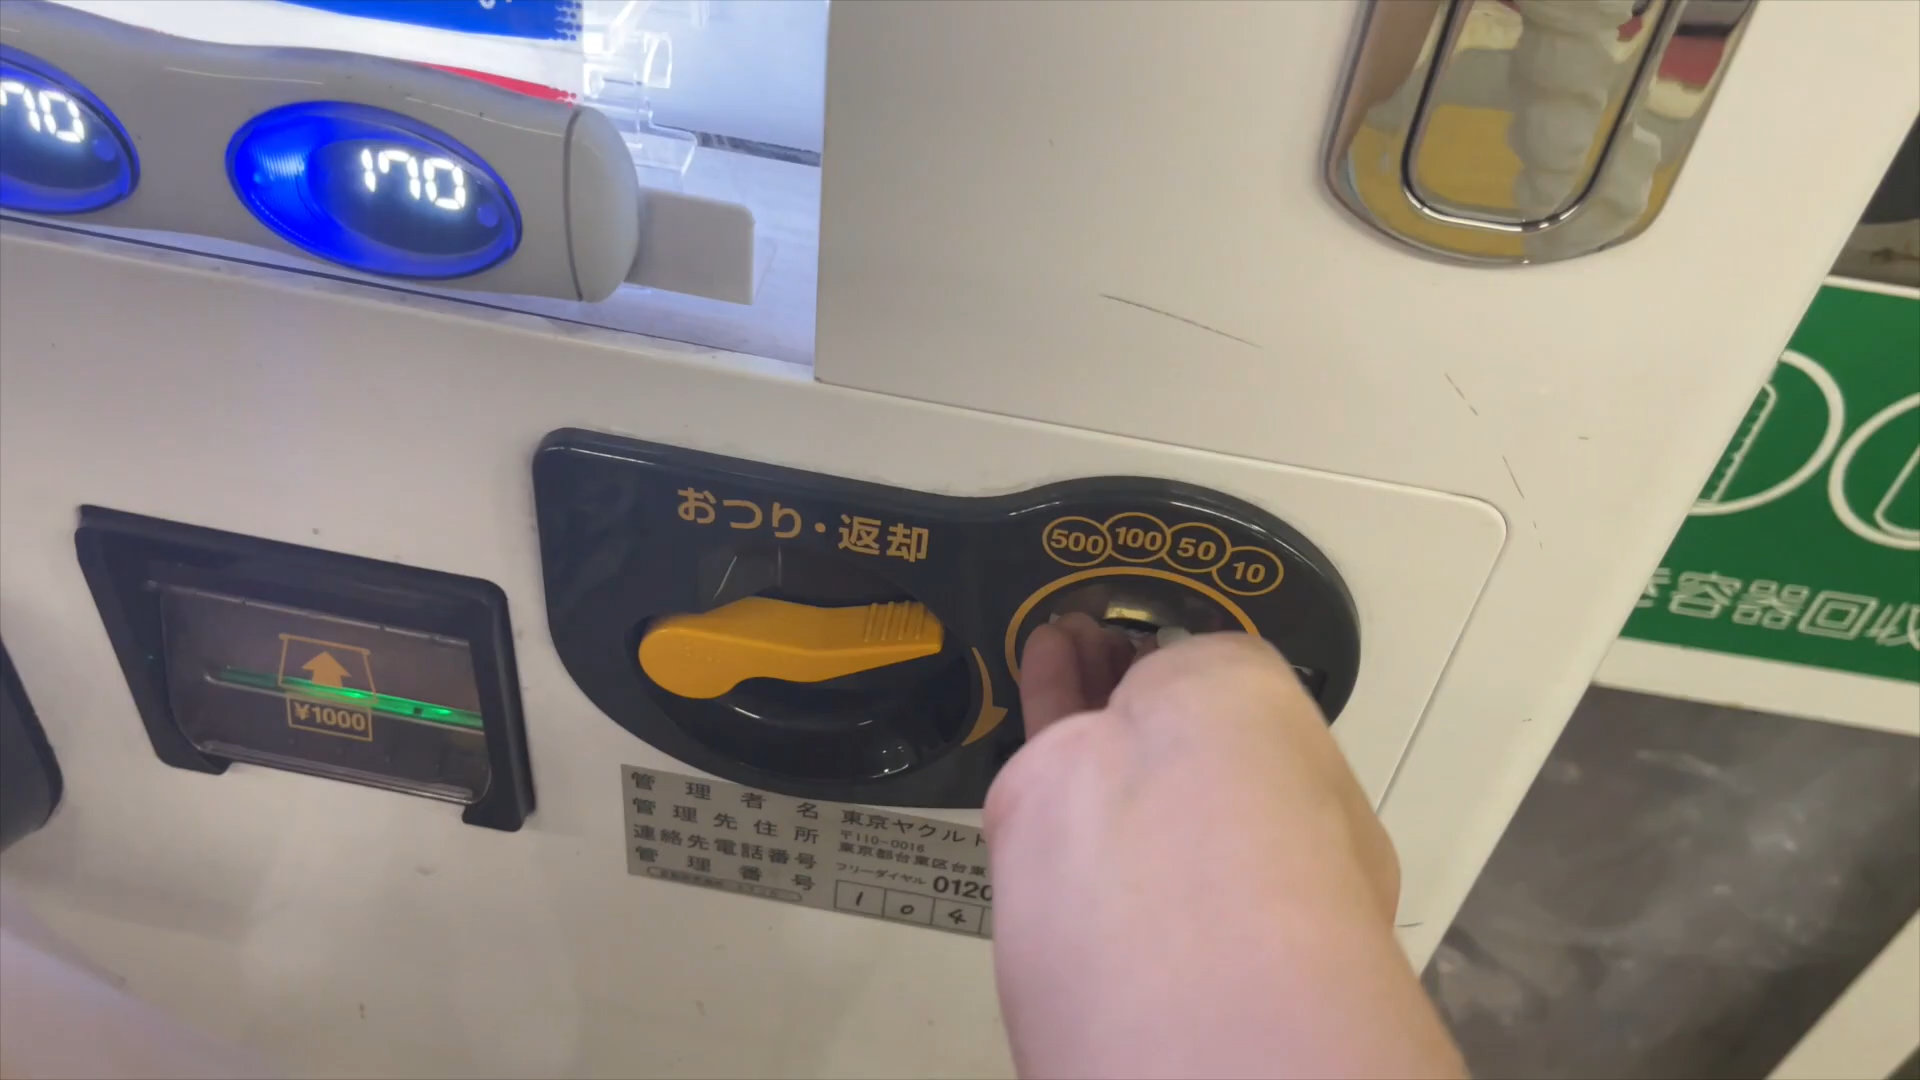 170
おつり・返却
500 100 50 10
¥1000
容器回収
管理者名 東京ヤクルト
管理先住所 〒110-0016
東京都台東区台東
連絡先電話番号 フリーダイヤル 0120
管理番号 1 0 4